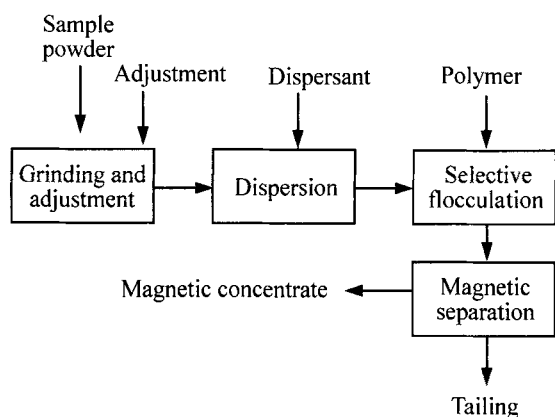 Sample
powder
Adjustment
Dispersant
Polymer
Grinding and
adjustment
Dispersion
Selective
flocculation
Magnetic concentrate
Magnetic
separation
Tailing